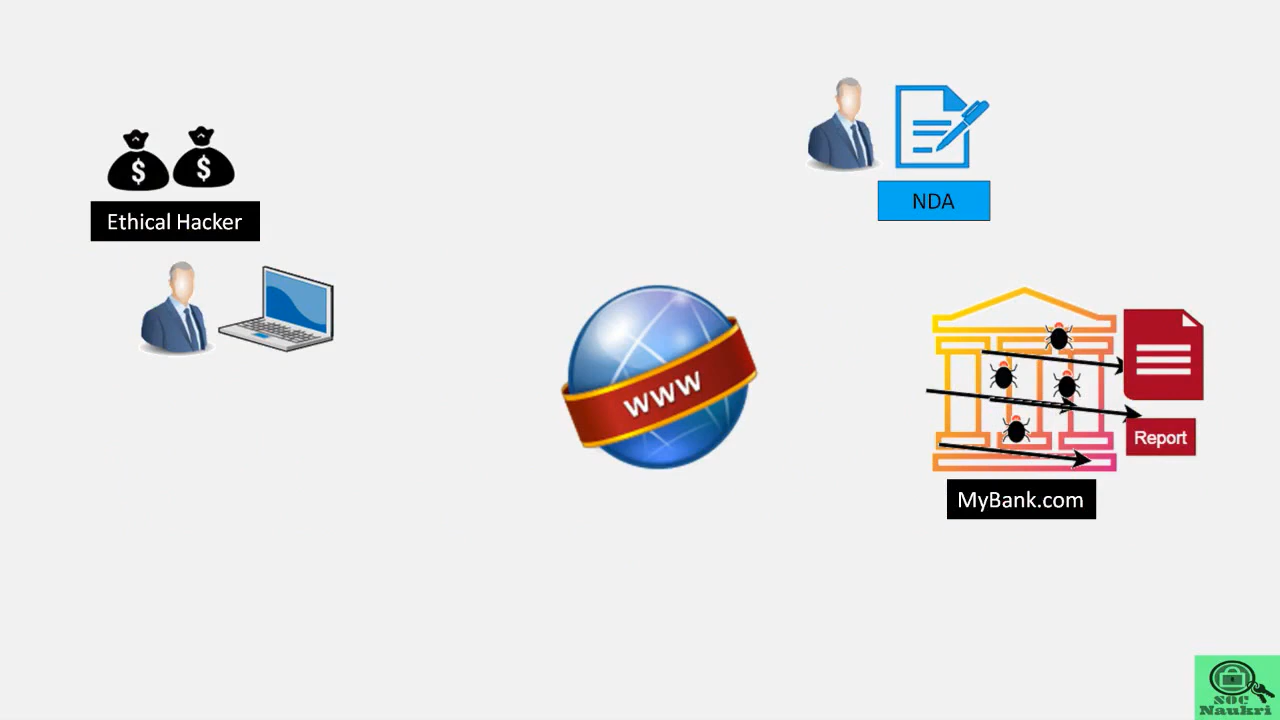 NDA
$ $
Ethical Hacker
www
Report
MyBank.com
SOC
Naukri